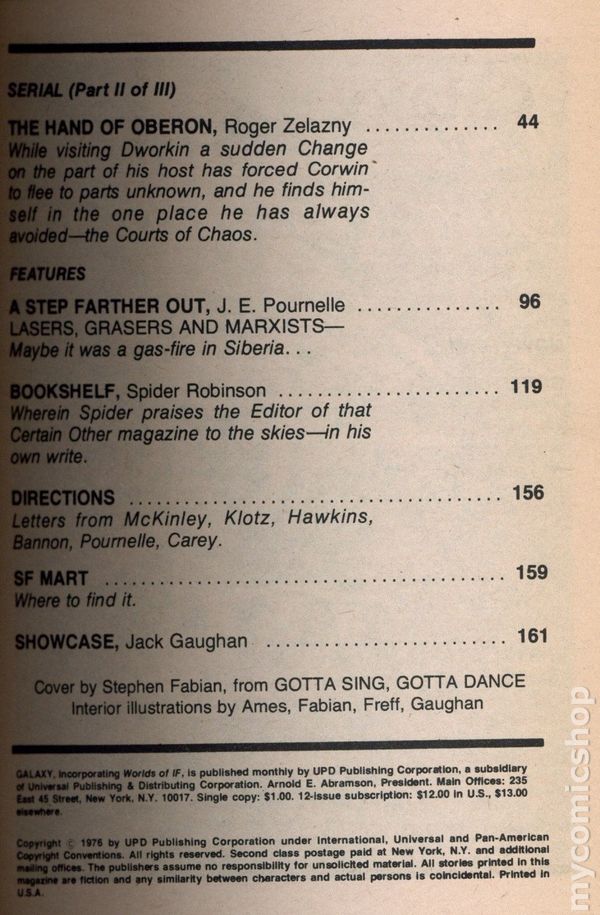 SERIAL (Part II of III)
THE HAND OF OBERON, Roger Zelazny .............. 44
While visiting Dworkin a sudden Change
on the part of his host has forced Corwin
to flee to parts unknown, and he finds him-
self in the one place he has always
avoided—the Courts of Chaos.
FEATURES
A STEP FARTHER OUT, J. E. Pournelle ............... 96
LASERS, GRASERS AND MARXISTS—
Maybe it was a gas-fire in Siberia...
BOOKSHELF, Spider Robinson ....................... 119
Wherein Spider praises the Editor of that
Certain Other magazine to the skies—in his
own write.
DIRECTIONS ...................................... 156
Letters from McKinley, Klotz, Hawkins,
Bannon, Pournelle, Carey.
SF MART ......................................... 159
Where to find it.
SHOWCASE, Jack Gaughan ......................... 161
Cover by Stephen Fabian, from GOTTA SING, GOTTA DANCE
Interior illustrations by Ames, Fabian, Freff, Gaughan
GALAXY, Incorporating Worlds of IF, is published monthly by UPD Publishing Corporation, a subsidiary
of Universal Publishing & Distributing Corporation. Arnold E. Abramson, President. Main Offices: 235
East 45 Street, New York, N.Y. 10017. Single copy: $1.00. 12-issue subscription: $12.00 in U.S., $13.00
elsewhere.
Copyright © 1976 by UPD Publishing Corporation under International, Universal and Pan-American
Copyright Conventions. All rights reserved. Second class postage paid at New York, N.Y. and additional
mailing offices. The publishers assume no responsibility for unsolicited material. All stories printed in this
magazine are fiction and any similarity between characters and actual persons is coincidental. Printed in
U.S.A.
mycomicshop